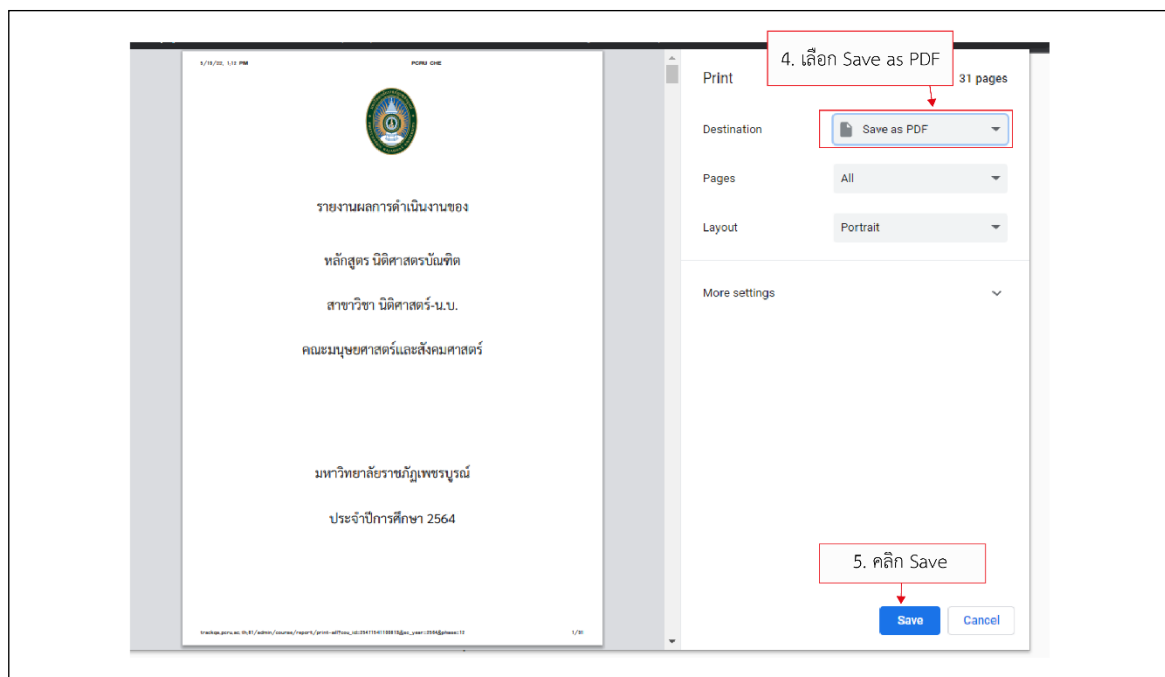 4. เลือก Save as PDF
5/19/22, 1:12 PM PCRU CHE
Print 31 pages
Destination Save as PDF
Pages All
Layout Portrait
More settings
รายงานผลการดำเนินงานของ
หลักสูตร นิติศาสตรบัณฑิต
สาขาวิชา นิติศาสตร์-น.บ.
คณะมนุษยศาสตร์และสังคมศาสตร์
มหาวิทยาลัยราชภัฏเพชรบูรณ์
ประจำปีการศึกษา 2564
5. คลิก Save
Save Cancel
1/31